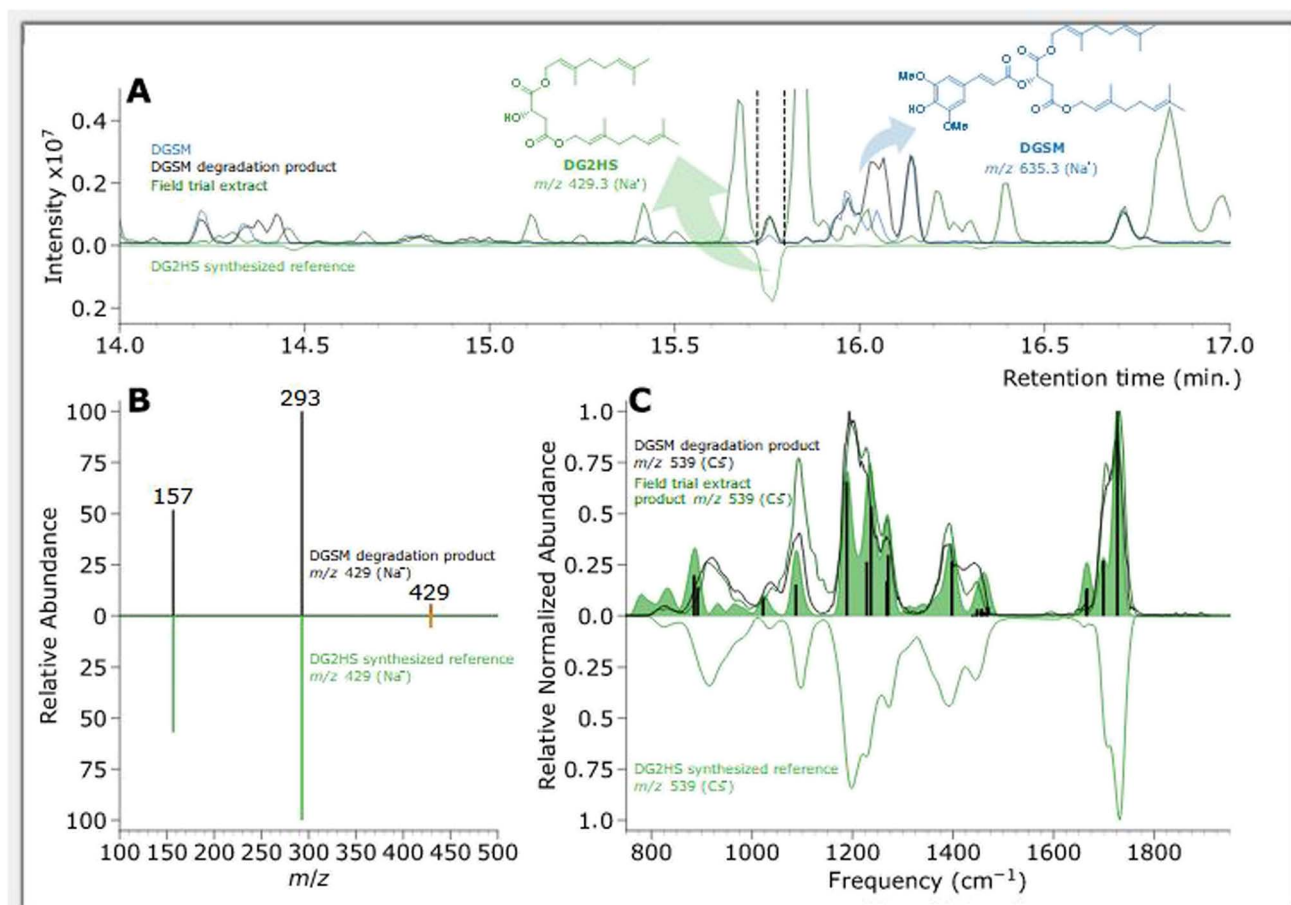 A
Intensity x10⁷
0.4
0.2
0.0
0.2
DGSM
DGSM degradation product
Field trial extract
DG2HS synthesized reference
O
O
HO
O
O
DG2HS
m/z 429.3 (Na⁺)
MeO
HO
OMe
O
O
O
O
O
O
DGSM
m/z 635.3 (Na⁺)
14.0 14.5 15.0 15.5 16.0 16.5 17.0
Retention time (min.)
B
Relative Abundance
100
75
50
25
0
25
50
75
100
157
293
429
DGSM degradation product
m/z 429 (Na⁺)
DG2HS synthesized reference
m/z 429 (Na⁺)
100 150 200 250 300 350 400 450 500
m/z
C
Relative Normalized Abundance
1.0
0.75
0.5
0.25
0.0
0.25
0.5
0.75
1.0
DGSM degradation product
m/z 539 (Cs⁺)
Field trial extract
product m/z 539 (Cs⁺)
DG2HS synthesized reference
m/z 539 (Cs⁺)
800 1000 1200 1400 1600 1800
Frequency (cm⁻¹)